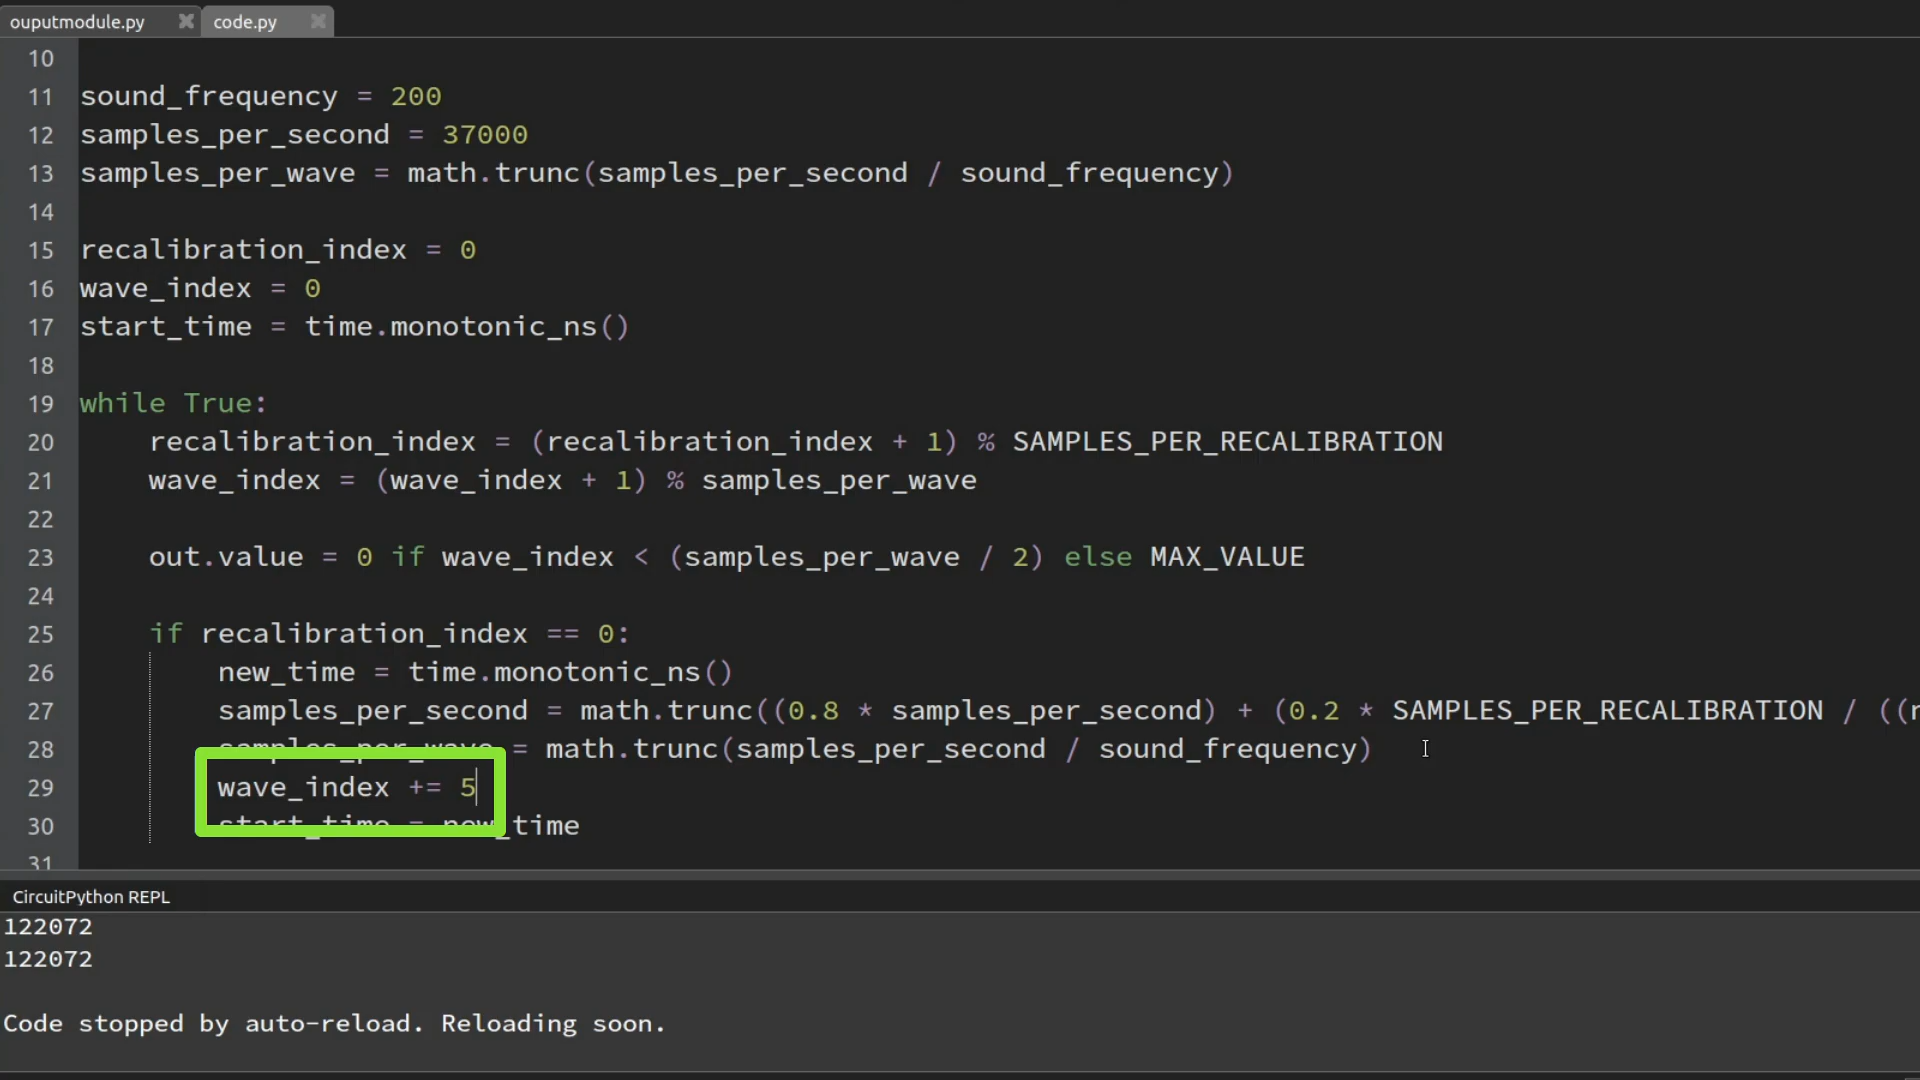 ouputmodule.py code.py
10
11 sound_frequency = 200
12 samples_per_second = 37000
13 samples_per_wave = math.trunc(samples_per_second / sound_frequency)
14
15 recalibration_index = 0
16 wave_index = 0
17 start_time = time.monotonic_ns()
18
19 while True:
20 recalibration_index = (recalibration_index + 1) % SAMPLES_PER_RECALIBRATION
21 wave_index = (wave_index + 1) % samples_per_wave
22
23 out.value = 0 if wave_index < (samples_per_wave / 2) else MAX_VALUE
24
25 if recalibration_index == 0:
26 new_time = time.monotonic_ns()
27 samples_per_second = math.trunc((0.8 * samples_per_second) + (0.2 * SAMPLES_PER_RECALIBRATION / ((
28 samples_per_wave = math.trunc(samples_per_second / sound_frequency)
29 wave_index += 5
30 start_time = new_time
31
CircuitPython REPL
122072
122072
Code stopped by auto-reload. Reloading soon.